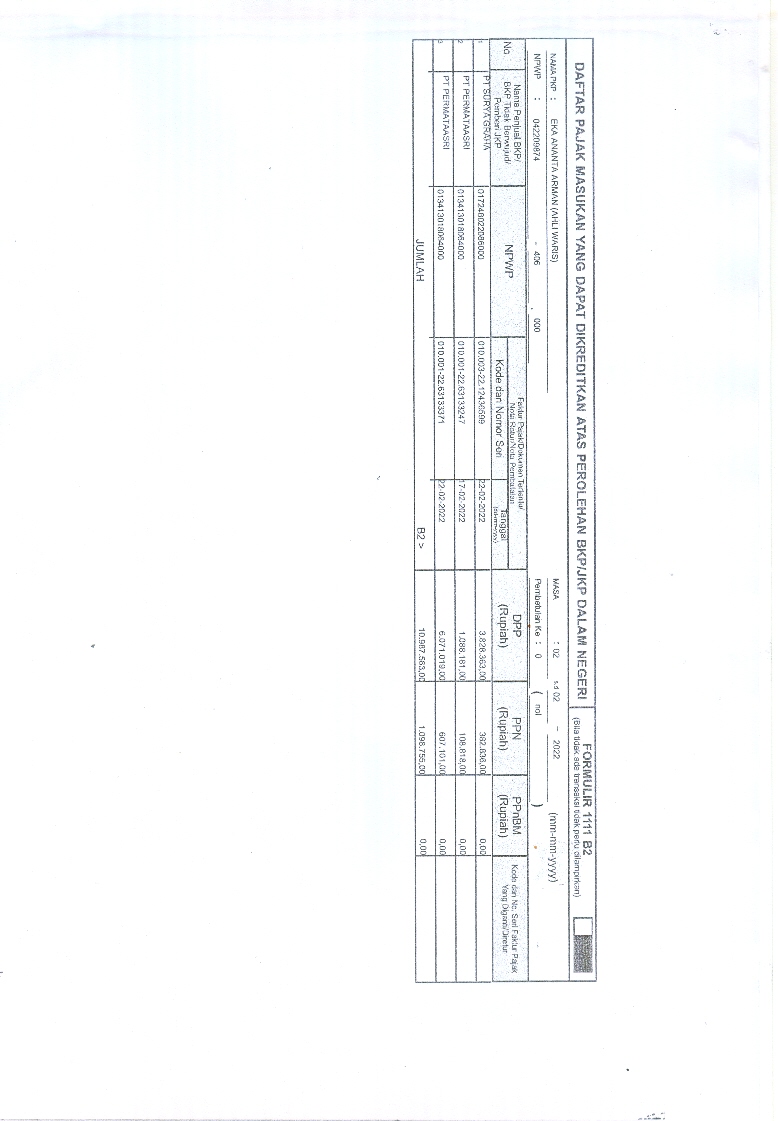 DAFTAR PAJAK MASUKAN YANG DAPAT DIKREDITKAN ATAS PEROLEHAN BKP/JKP DALAM NEGERI
FORMULIR 1111 B2
(Bila tidak ada transaksi tidak perlu dilampirkan)
NAMA PKP : EKA ANANTA ARMAN (AHLI WARIS)
MASA : 02 s.d 02 - 2022 (mm-mm-yyyy)
NPWP : 042209874 - 406 . 000
Pembetulan Ke : 0 ( nol )
No
Nama Penjual BKP/
BKP Tidak Berwujud/
Pemberi JKP
NPWP
Faktur Pajak/Dokumen Tertentu/
Nota Retur/Nota Pembatalan
Kode dan Nomor Seri
Tanggal
(dd-mm-yyyy)
DPP
(Rupiah)
PPN
(Rupiah)
PPnBM
(Rupiah)
Kode dan No. Seri Faktur Pajak
Yang Diganti/Diretur
1 PT SURYA GRAHA 017248022086000 010.003-22.12436599 22-02-2022 3.828.363,00 382.836,00 0,00
2 PT PERMATAASRI 013413018064000 010.001-22.63133247 17-02-2022 1.088.181,00 108.818,00 0,00
3 PT PERMATAASRI 013413018064000 010.001-22.63133371 22-02-2022 6.071.019,00 607.101,00 0,00
JUMLAH B2 > 10.987.563,00 1.098.755,00 0,00